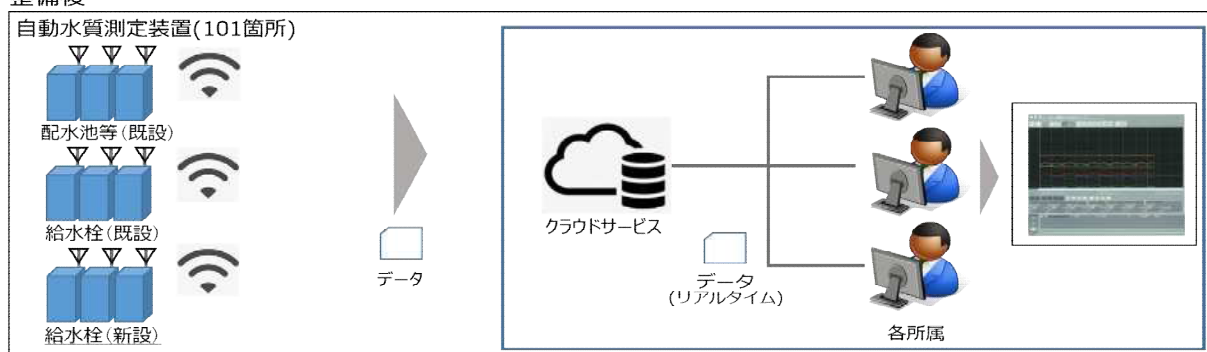 整備後
自動水質測定装置(101箇所)
配水池等(既設)
給水栓(既設)
給水栓(新設)
データ
クラウドサービス
データ
(リアルタイム)
各所属